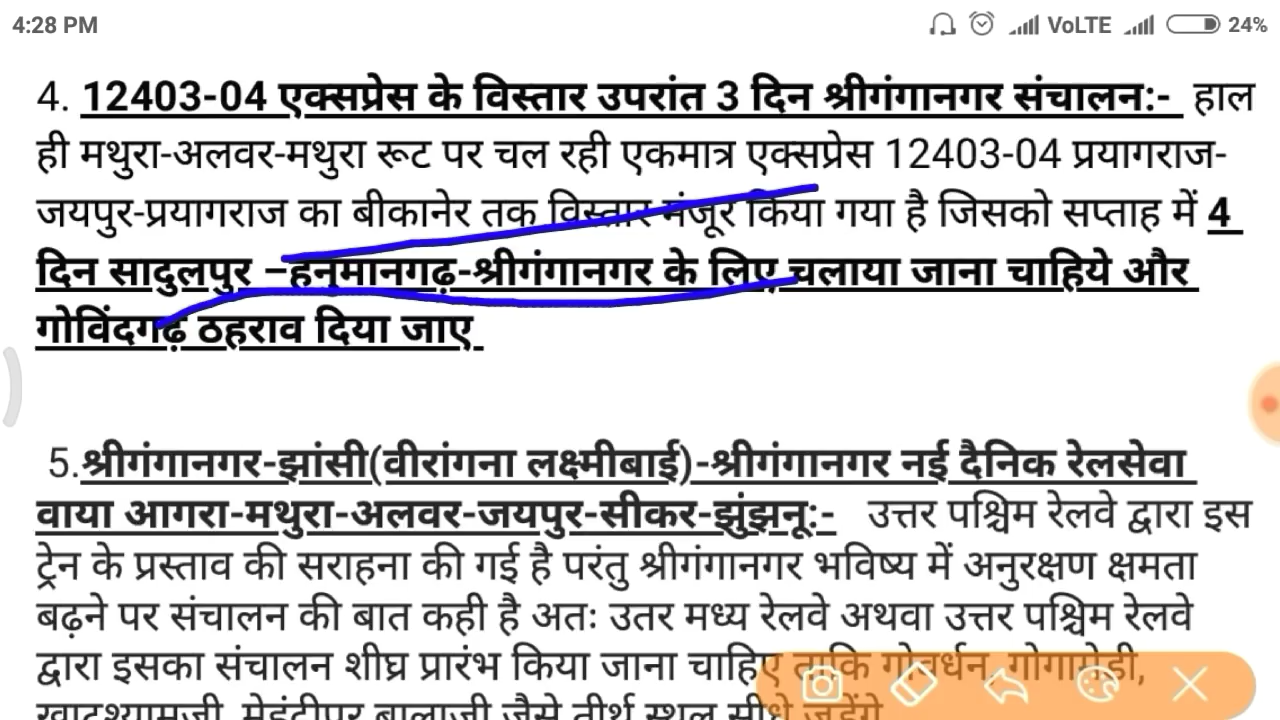 4:28 PM VoLTE 24%
4. 12403-04 एक्सप्रेस के विस्तार उपरांत 3 दिन श्रीगंगानगर संचालन:- हाल
ही मथुरा-अलवर-मथुरा रूट पर चल रही एकमात्र एक्सप्रेस 12403-04 प्रयागराज-
जयपुर-प्रयागराज का बीकानेर तक विस्तार मंजूर किया गया है जिसको सप्ताह में 4
दिन सादुलपुर –हनुमानगढ़-श्रीगंगानगर के लिए चलाया जाना चाहिये और
गोविंदगढ़ ठहराव दिया जाए
5.श्रीगंगानगर-झांसी(वीरांगना लक्ष्मीबाई)-श्रीगंगानगर नई दैनिक रेलसेवा
वाया आगरा-मथुरा-अलवर-जयपुर-सीकर-झुंझनू:- उत्तर पश्चिम रेलवे द्वारा इस
ट्रेन के प्रस्ताव की सराहना की गई है परंतु श्रीगंगानगर भविष्य में अनुरक्षण क्षमता
बढ़ने पर संचालन की बात कही है अतः उतर मध्य रेलवे अथवा उत्तर पश्चिम रेलवे
द्वारा इसका संचालन शीघ्र प्रारंभ किया जाना चाहिए ताकि गोवर्धन, गोगामेडी,
खाटूश्यामजी, मेहंदीपुर बालाजी जैसे तीर्थ स्थल सीधे जुड़ेंगे